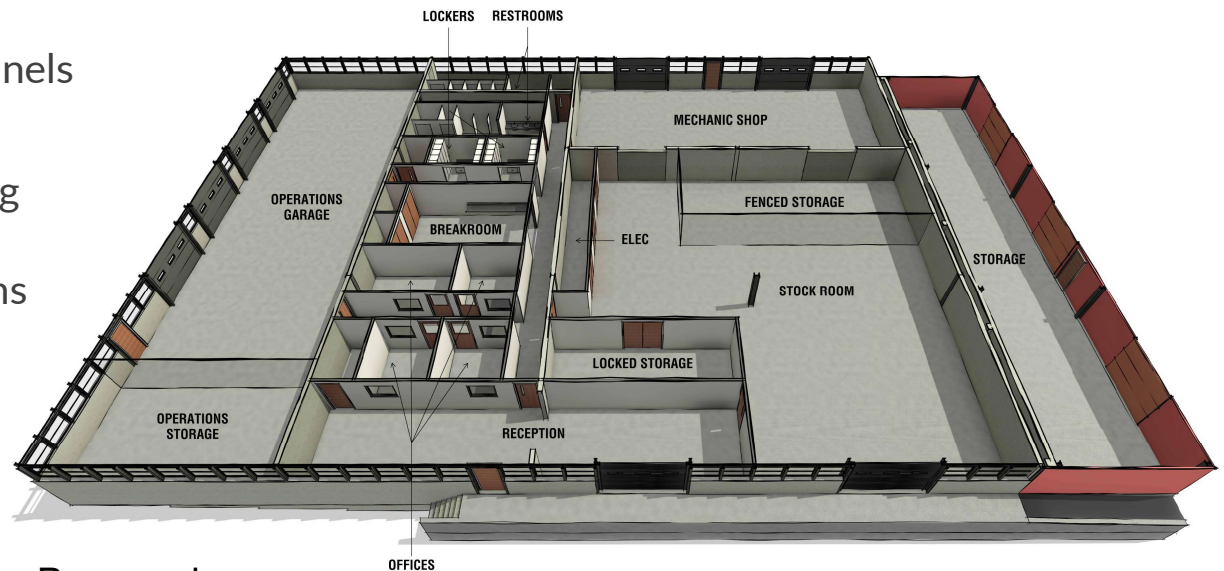 LOCKERS RESTROOMS
nels
g
ns
MECHANIC SHOP
OPERATIONS
GARAGE
FENCED STORAGE
BREAKROOM
ELEC
STORAGE
STOCK ROOM
LOCKED STORAGE
OPERATIONS
STORAGE
RECEPTION
OFFICES